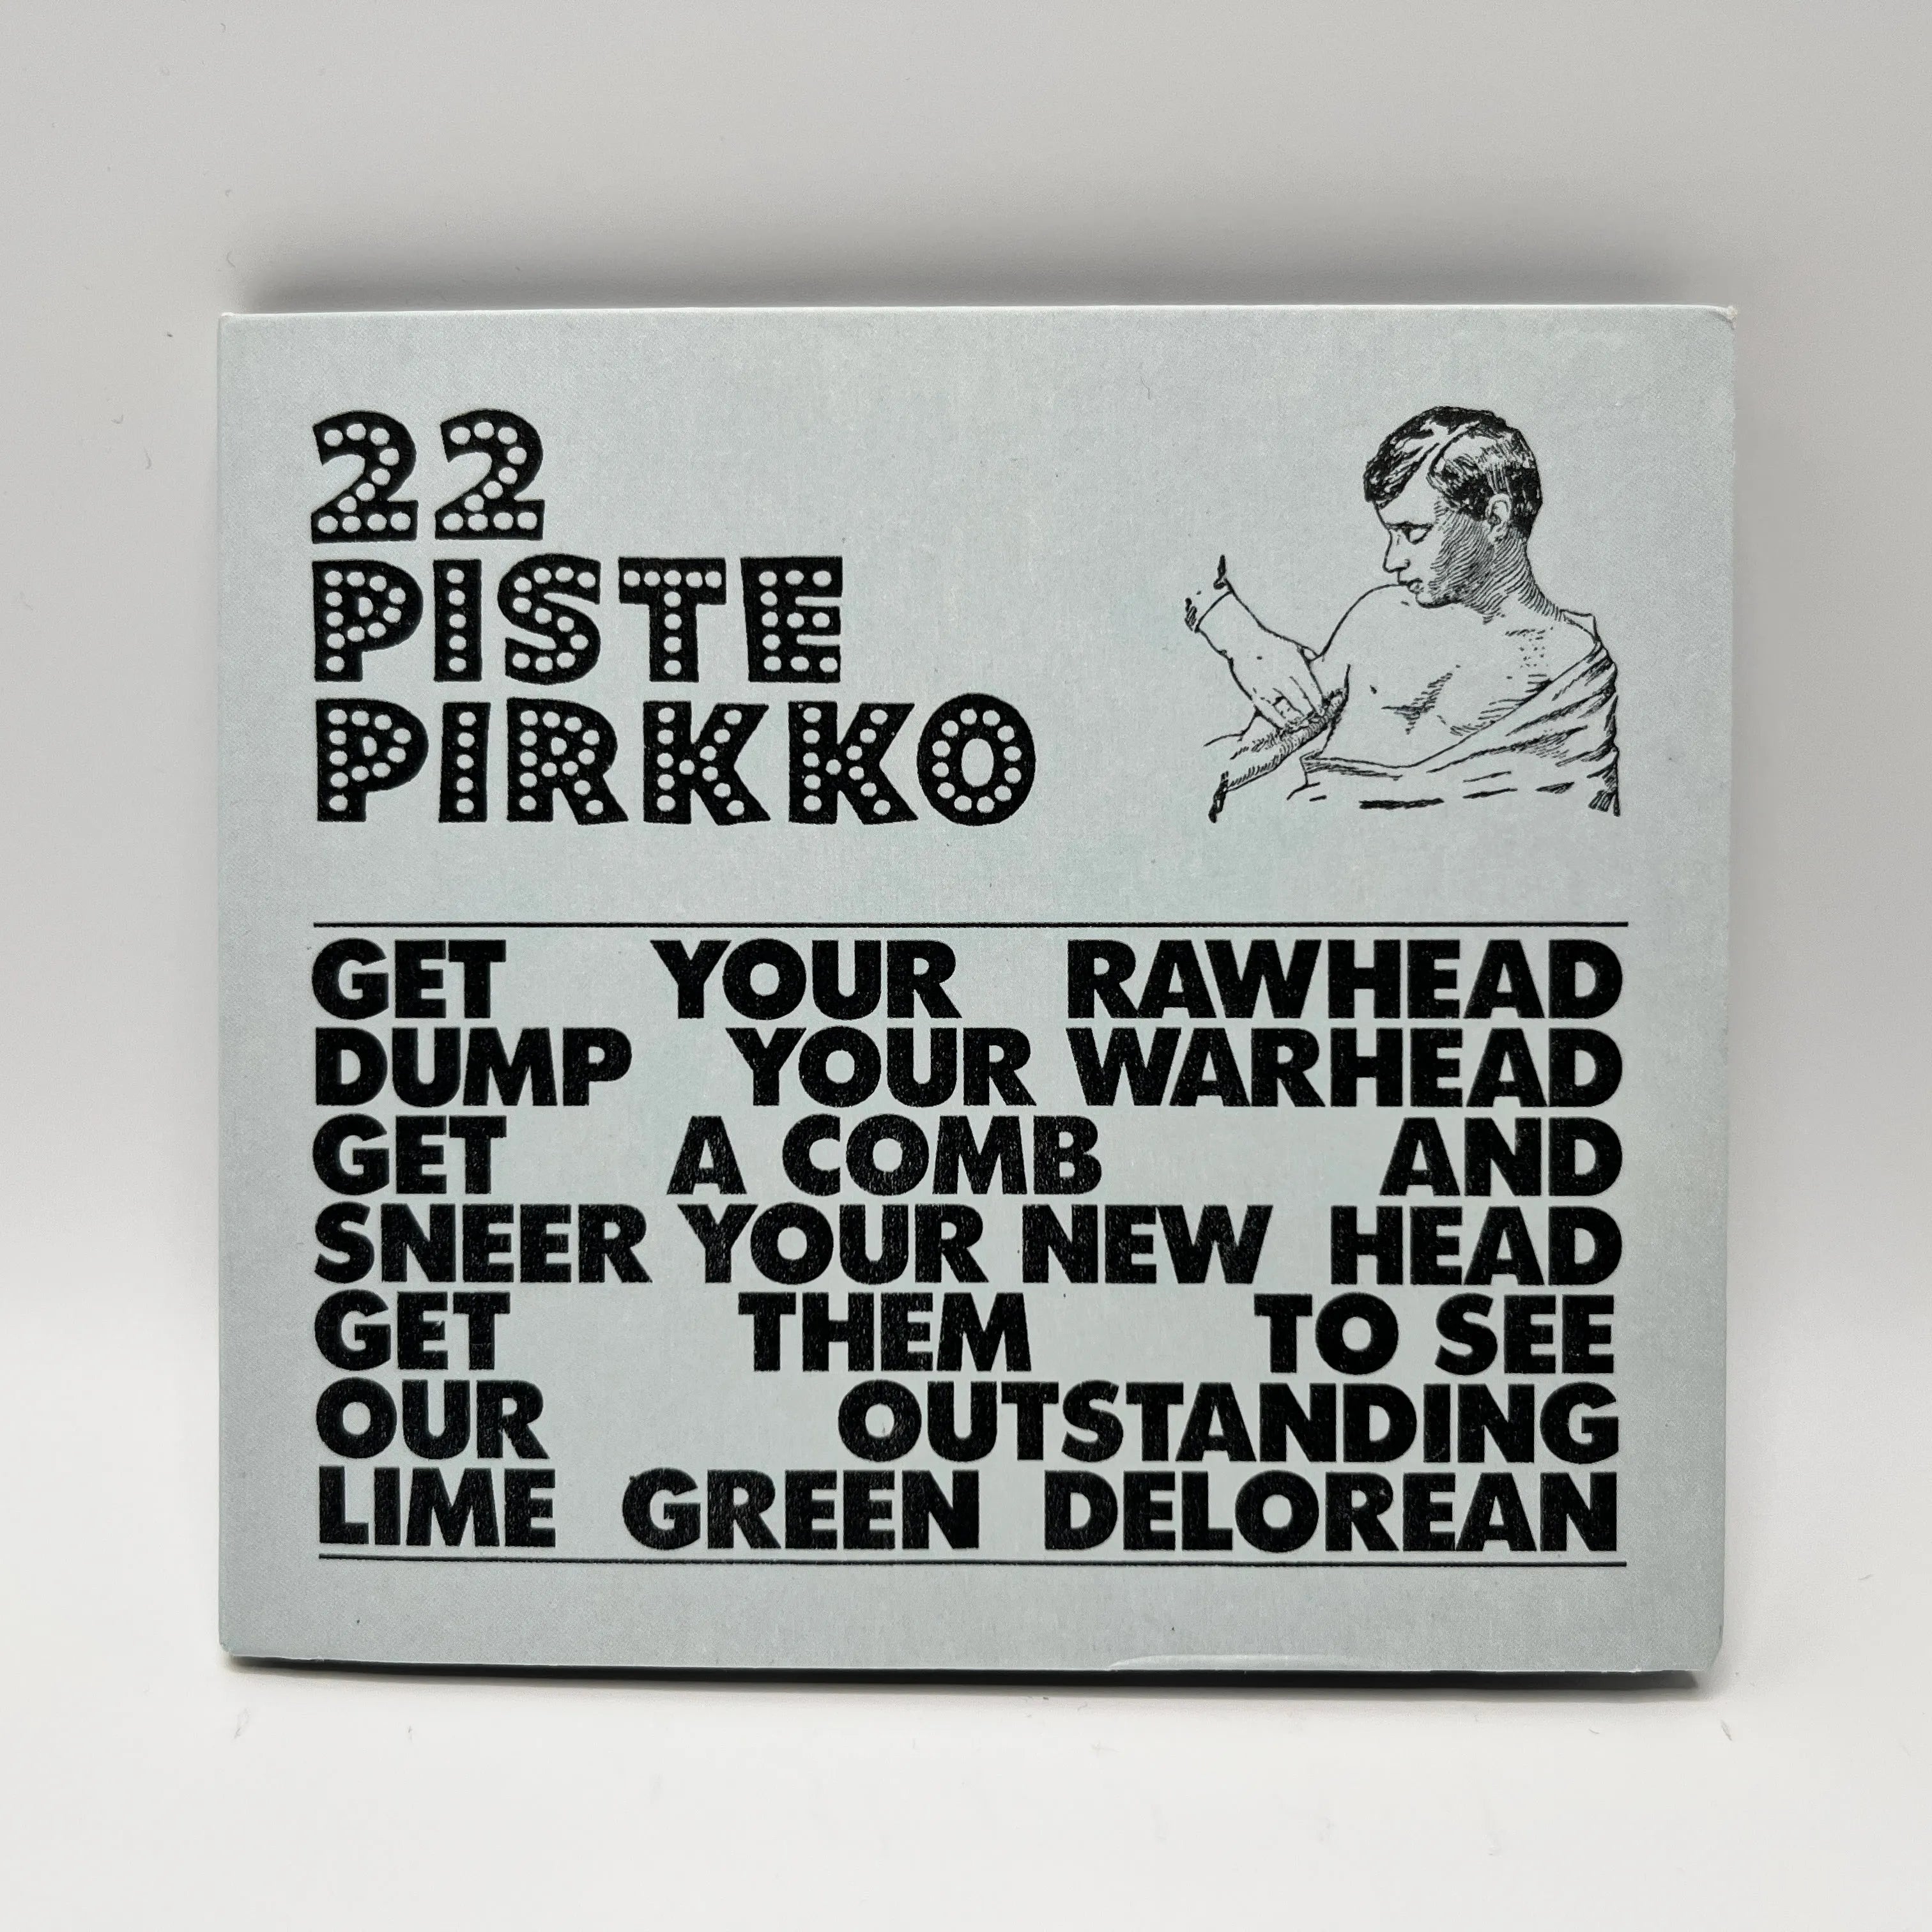 22
PISTE
PIRKKO
GET YOUR RAWHEAD
DUMP YOUR WARHEAD
GET A COMB AND
SNEER YOUR NEW HEAD
GET THEM TO SEE
OUR OUTSTANDING
LIME GREEN DELOREAN